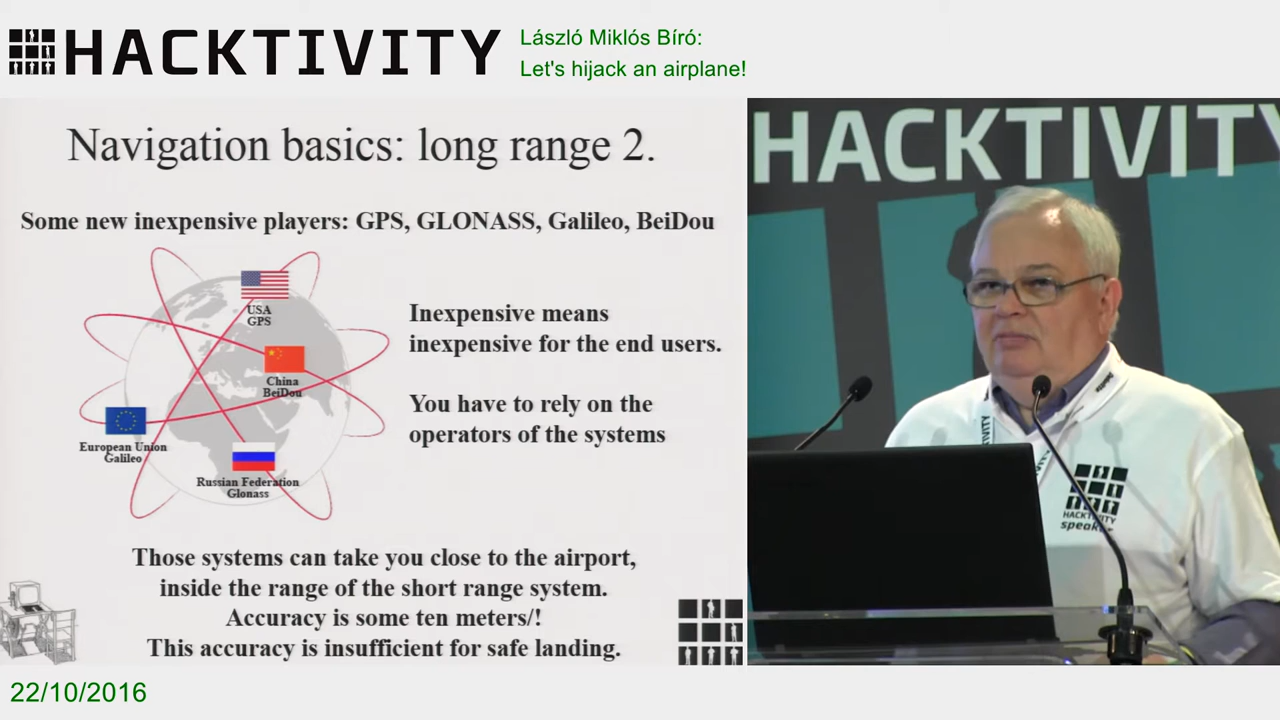 HACKTIVITY
László Miklós Bíró:
Let's hijack an airplane!
Navigation basics: long range 2.
Some new inexpensive players: GPS, GLONASS, Galileo, BeiDou
USA
GPS
China
BeiDou
European Union
Galileo
Russian Federation
Glonass
Inexpensive means
inexpensive for the end users.
You have to rely on the
operators of the systems
Those systems can take you close to the airport,
inside the range of the short range system.
Accuracy is some ten meters/!
This accuracy is insufficient for safe landing.
HACKTIVITY
HACKTIVITY
speaker
22/10/2016